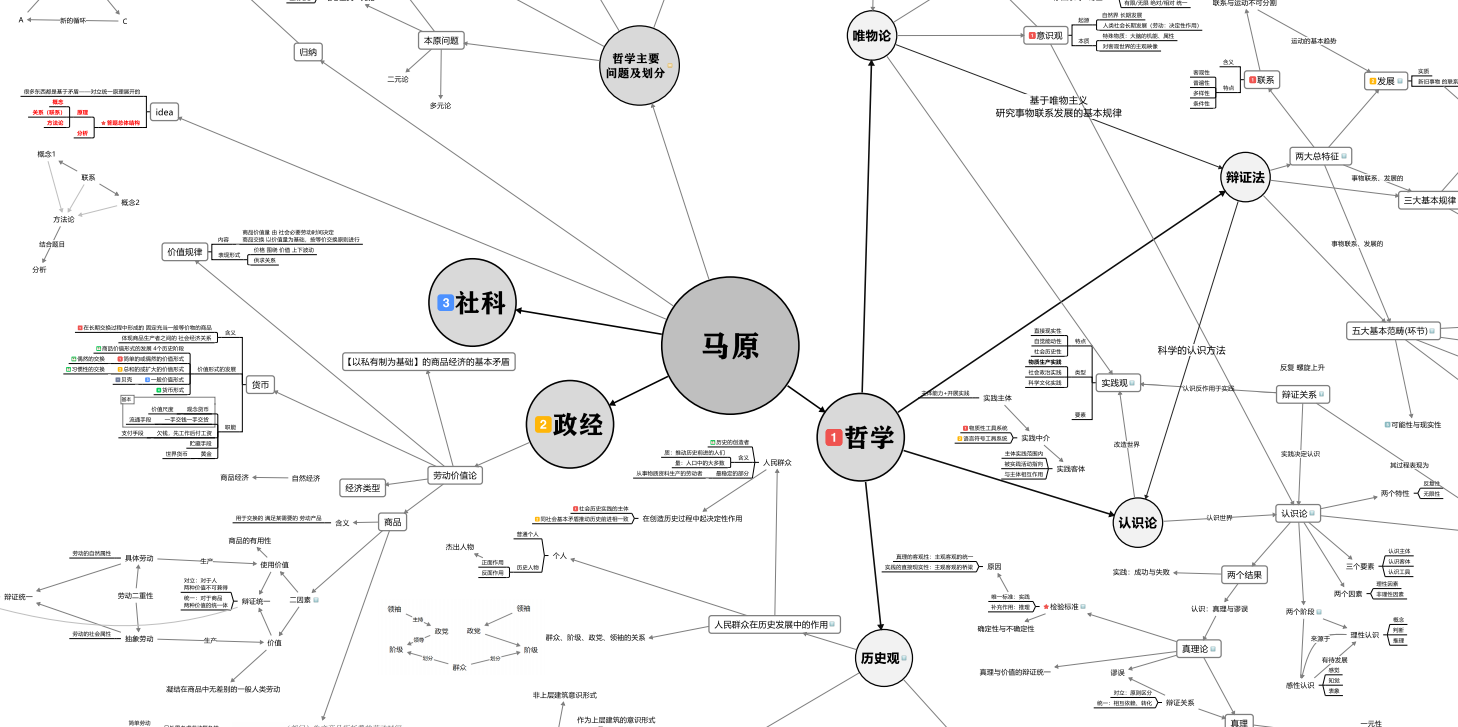 A
新的循环
C
归纳
本原问题
二元论
多元论
哲学主要
问题及划分
唯物论
意识观
起源
自然界 长期发展
人类社会长期发展（劳动：决定性作用）
本质
特殊物质：大脑的机能、属性
对客观世界的主观映像
有限/无限 绝对/相对 统一
联系与运动不可分割
运动的基本趋势
含义
联系
客观性
普遍性
多样性
条件性
特点
发展
实质
基于唯物主义
研究事物联系发展的基本规律
辩证法
两大总特征
事物联系、发展的
三大基本规律
事物联系、发展的
五大基本范畴(环节)
可能性与现实性
很多东西都是基于矛盾——对立统一原理展开的
idea
概念
关系（联系）
原理
方法论
答题总体结构
分析
概念1
联系
概念2
方法论
结合题目
分析
价值规律
内容
商品价值量 由 社会必要劳动时间决定
商品交换 以价值量为基础，按等价交换原则进行
表现形式
价格 围绕 价值 上下波动
供求关系
3 社科
马原
【以私有制为基础】的商品经济的基本矛盾
在长期交换过程中形成的 固定充当一般等价物的商品
含义
体现商品生产者之间的 社会经济关系
商品价值形式的发展 4个历史阶段
偶然的交换
简单的或偶然的价值形式
习惯性的交换
总和的或扩大的价值形式
价值形式的发展
贝壳
一般价值形式
货币形式
货币
基本
价值尺度
观念货币
流通手段
一手交钱一手交货
职能
支付手段
欠钱、先工作后付工资
贮藏手段
世界货币
黄金
2 政经
1 哲学
劳动价值论
商品经济
自然经济
经济类型
商品
用于交换的 满足某需要的 劳动产品
含义
商品的有用性
劳动的自然属性
具体劳动
生产
使用价值
辩证统一
劳动二重性
对立：对于人
两种价值不可兼得
统一：对于商品
两种价值的统一体
辩证统一
二因素
劳动的社会属性
抽象劳动
生产
价值
凝结在商品中无差别的一般人类劳动
简单劳动
历史的创造者
质：推动历史前进的人们
量：人口中的大多数
含义
从事物质资料生产的劳动者
最稳定的部分
人民群众
社会历史实践的主体
同社会基本矛盾推动历史前进相一致
在创造历史过程中起决定性作用
普通个人
杰出人物
个人
正面作用
反面作用
历史人物
领袖
主持
政党
领导
阶级
划分
群众
领袖
政党
划分
阶级
群众、阶级、政党、领袖的关系
人民群众在历史发展中的作用
历史观
非上层建筑意识形式
作为上层建筑的意识形式
科学的认识方法
直接现实性
自觉能动性
社会历史性
特点
物质生产实践
社会政治实践
科学文化实践
类型
要素
实践观
主体能力+开展实践
实践主体
物质性工具系统
语言符号工具系统
实践中介
主体实践范围内
被实践活动指向
与主体相互作用
实践客体
改造世界
认识反作用于实践
反复 螺旋上升
辩证关系
实践决定认识
其过程表现为
认识论
认识世界
认识论
两个特性
反复性
无限性
三个要素
认识主体
认识客体
认识工具
两个因素
理性因素
非理性因素
两个结果
实践：成功与失败
认识：真理与谬误
真理的客观性：主观客观的统一
实践的直接现实性：主观客观的桥梁
原因
唯一标准：实践
补充作用：推理
检验标准
确定性与不确定性
真理论
真理与价值的辩证统一
谬误
对立：原则区分
统一：相互依赖、转化
辩证关系
真理
两个阶段
来源于
理性认识
概念
判断
推理
有待发展
感性认识
感觉
知觉
表象
一元性